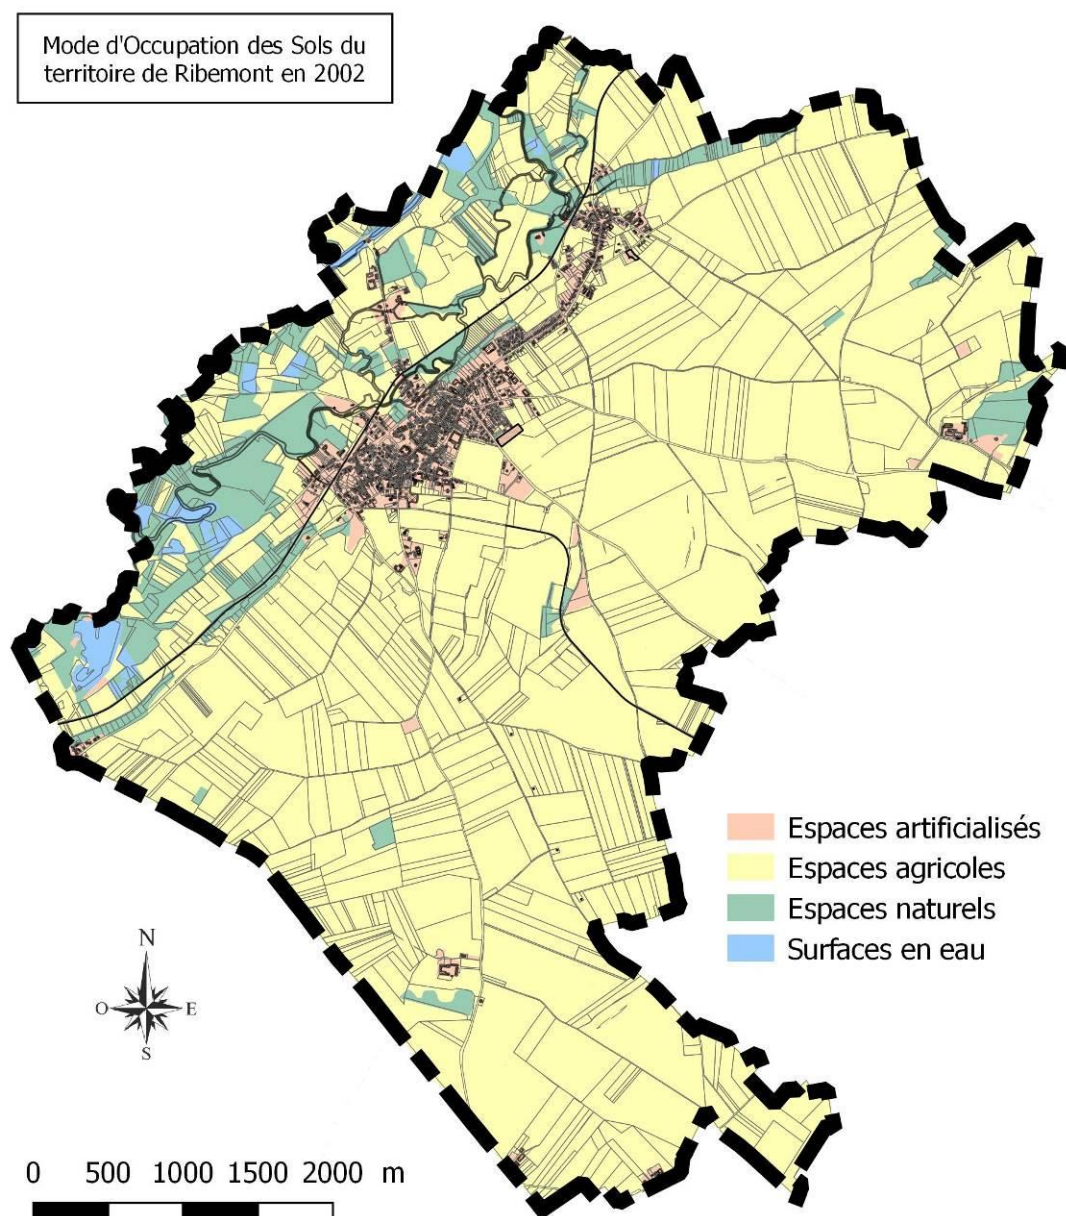 Mode d'Occupation des Sols du
territoire de Ribemont en 2002
Espaces artificialisés
Espaces agricoles
Espaces naturels
Surfaces en eau
N
O E
S
0 500 1000 1500 2000 m